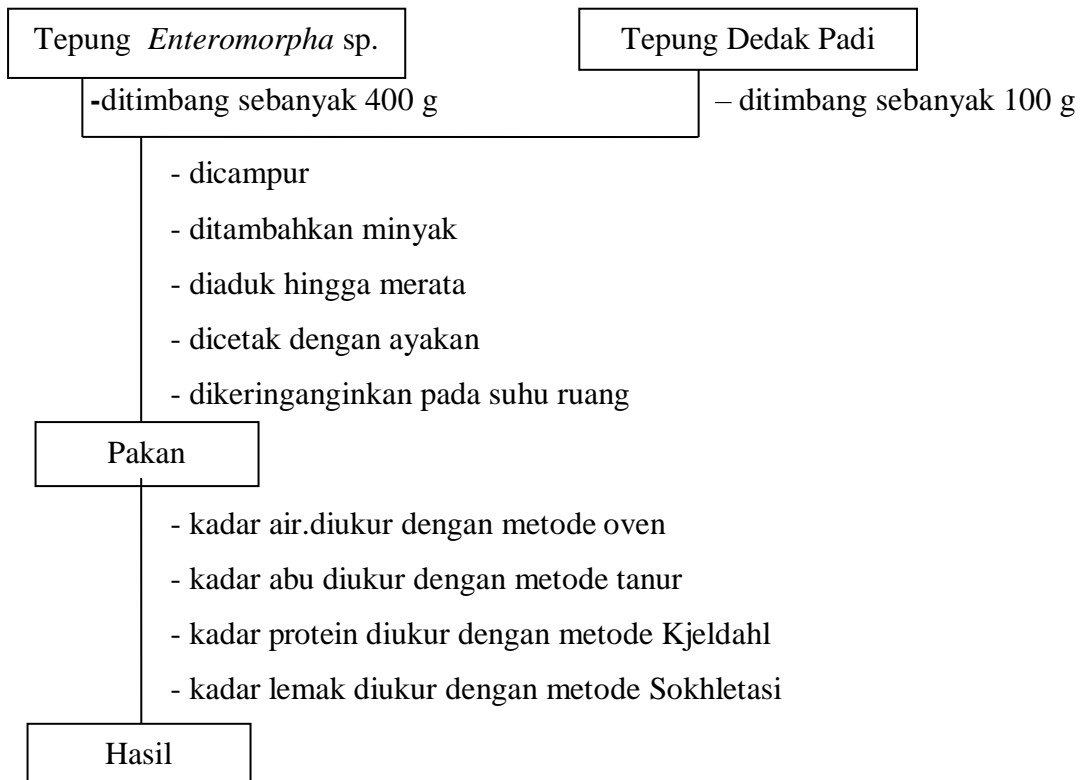 Tepung Enteromorpha sp.
Tepung Dedak Padi
-ditimbang sebanyak 400 g
– ditimbang sebanyak 100 g
- dicampur
- ditambahkan minyak
- diaduk hingga merata
- dicetak dengan ayakan
- dikeringanginkan pada suhu ruang
Pakan
- kadar air.diukur dengan metode oven
- kadar abu diukur dengan metode tanur
- kadar protein diukur dengan metode Kjeldahl
- kadar lemak diukur dengan metode Sokhletasi
Hasil